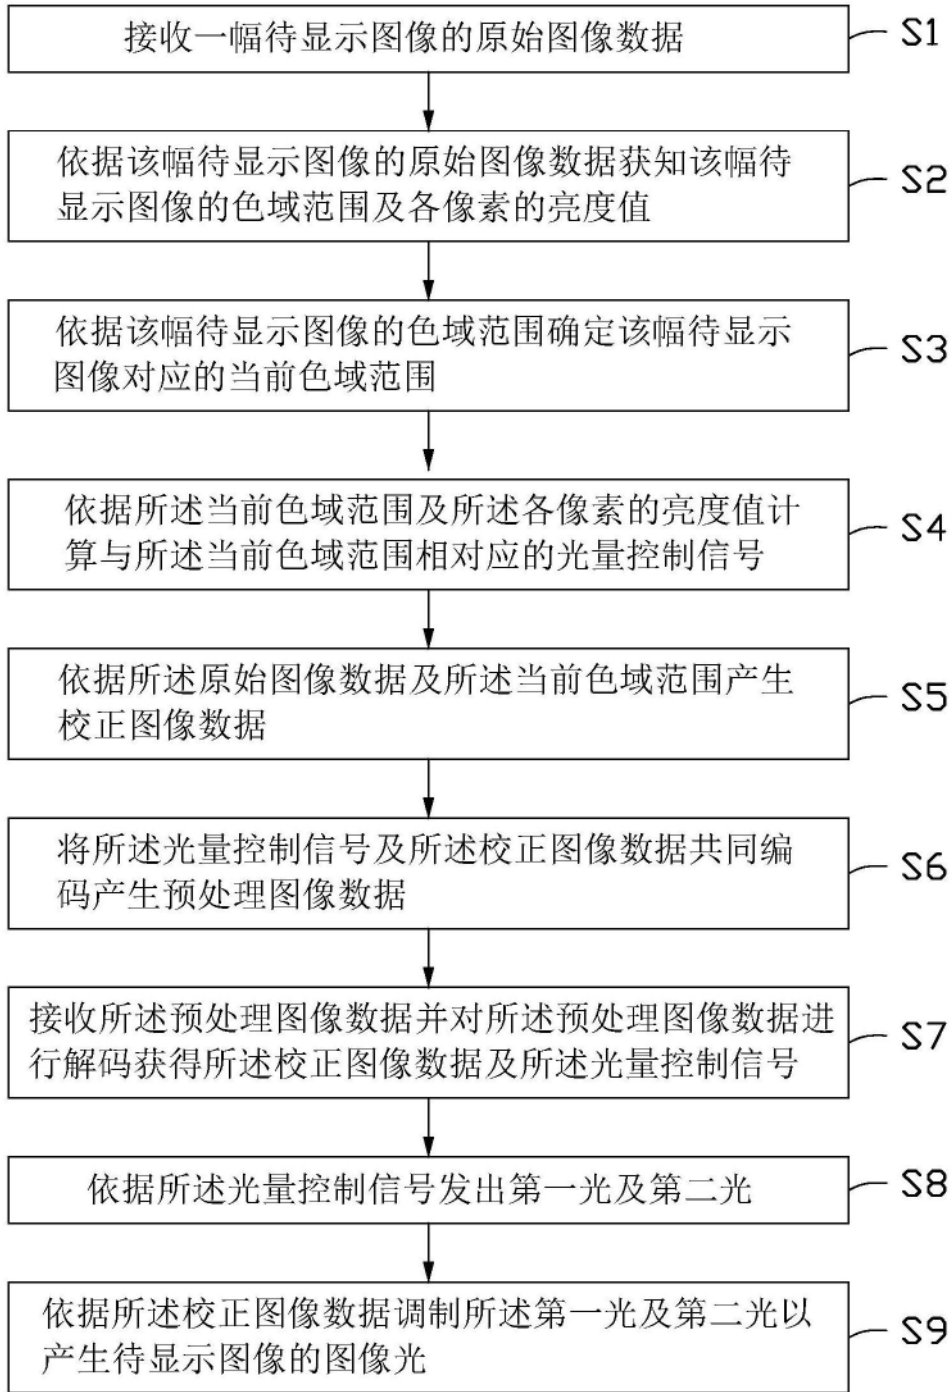 接收一幅待显示图像的原始图像数据
S1
依据该幅待显示图像的原始图像数据获知该幅待
显示图像的色域范围及各像素的亮度值
S2
依据该幅待显示图像的色域范围确定该幅待显示
图像对应的当前色域范围
S3
依据所述当前色域范围及所述各像素的亮度值计
算与所述当前色域范围相对应的光量控制信号
S4
依据所述原始图像数据及所述当前色域范围产生
校正图像数据
S5
将所述光量控制信号及所述校正图像数据共同编
码产生预处理图像数据
S6
接收所述预处理图像数据并对所述预处理图像数据进
行解码获得所述校正图像数据及所述光量控制信号
S7
依据所述光量控制信号发出第一光及第二光
S8
依据所述校正图像数据调制所述第一光及第二光以
产生待显示图像的图像光
S9